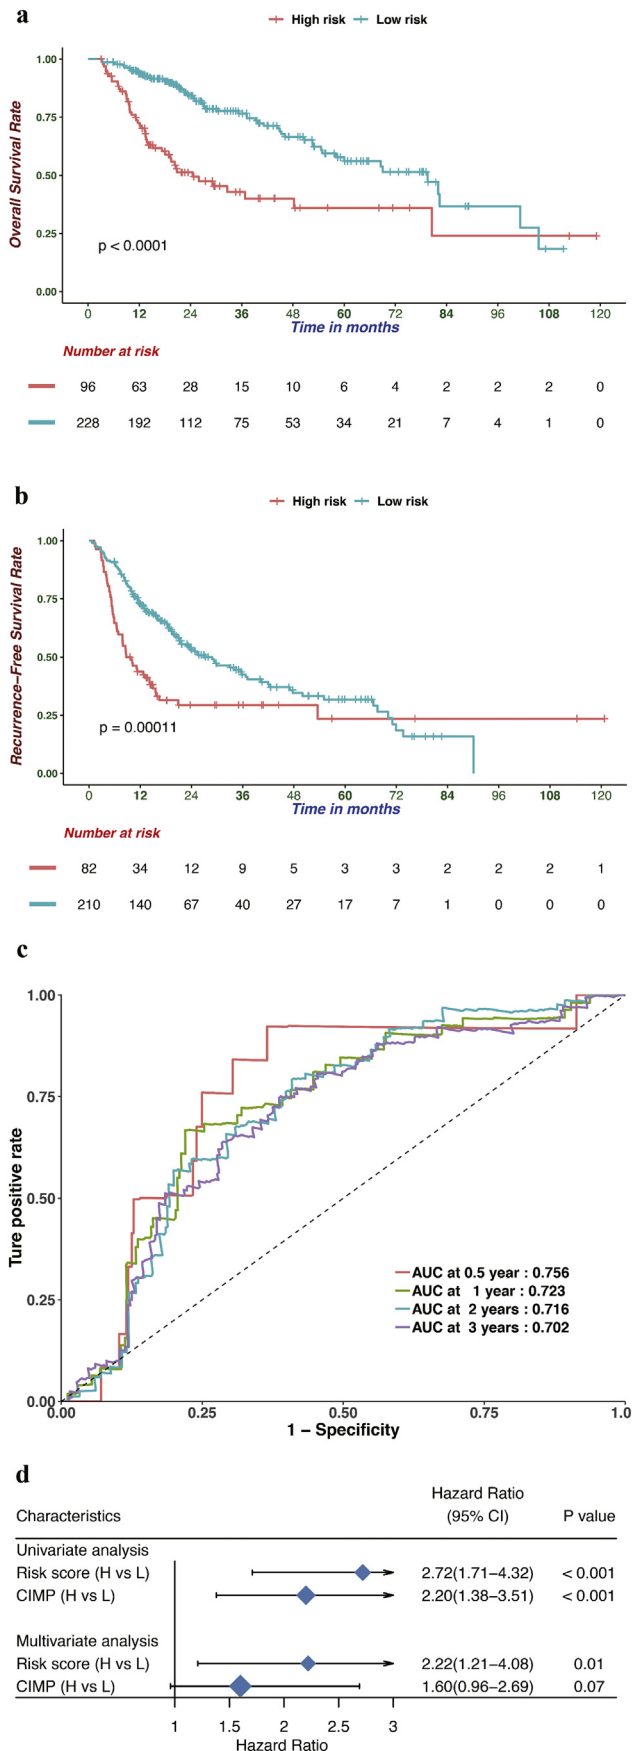 a
High risk Low risk
Overall Survival Rate
1.00
0.75
0.50
0.25
0.00
p < 0.0001
0 12 24 36 48 60 72 84 96 108 120
Time in months
Number at risk
96 63 28 15 10 6 4 2 2 2 0
228 192 112 75 53 34 21 7 4 1 0
b
High risk Low risk
Recurrence-Free Survival Rate
1.00
0.75
0.50
0.25
0.00
p = 0.00011
0 12 24 36 48 60 72 84 96 108 120
Time in months
Number at risk
82 34 12 9 5 3 3 2 2 2 1
210 140 67 40 27 17 7 1 0 0 0
c
Ture positive rate
1.00
0.75
0.50
0.25
0.00
AUC at 0.5 year : 0.756
AUC at 1 year : 0.723
AUC at 2 years : 0.716
AUC at 3 years : 0.702
0.00 0.25 0.50 0.75 1.0
1 – Specificity
d
Hazard Ratio
Characteristics (95% CI) P value
Univariate analysis
Risk score (H vs L) 2.72(1.71–4.32) < 0.001
CIMP (H vs L) 2.20(1.38–3.51) < 0.001
Multivariate analysis
Risk score (H vs L) 2.22(1.21–4.08) 0.01
CIMP (H vs L) 1.60(0.96–2.69) 0.07
1 1.5 2 2.5 3
Hazard Ratio